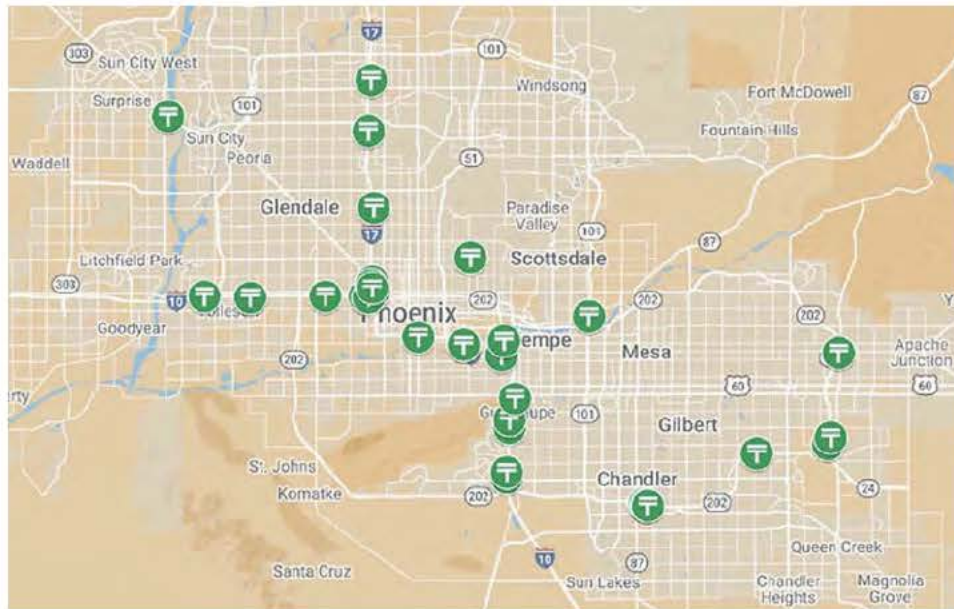 17
101
303
Sun City West
Windsong
Fort McDowell
87
Surprise
101
Sun City
Fountain Hills
Waddell
Peoria
51
Glendale
Paradise
Valley
17
101
87
Litchfield Park
Scottsdale
303
10
202
202
Goodyear
Phoenix
202
empe
Mesa
Apache
Junction
202
60
60
erty
101
Gilbert
St. Johns
Komatke
Chandler
202
202
24
Queen Creek
10
87
Santa Cruz
Sun Lakes
Chandler
Heights
Magnolia
Grove